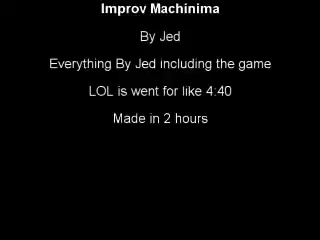 Improv Machinima
By Jed
Everything By Jed including the game
LOL is went for like 4:40
Made in 2 hours